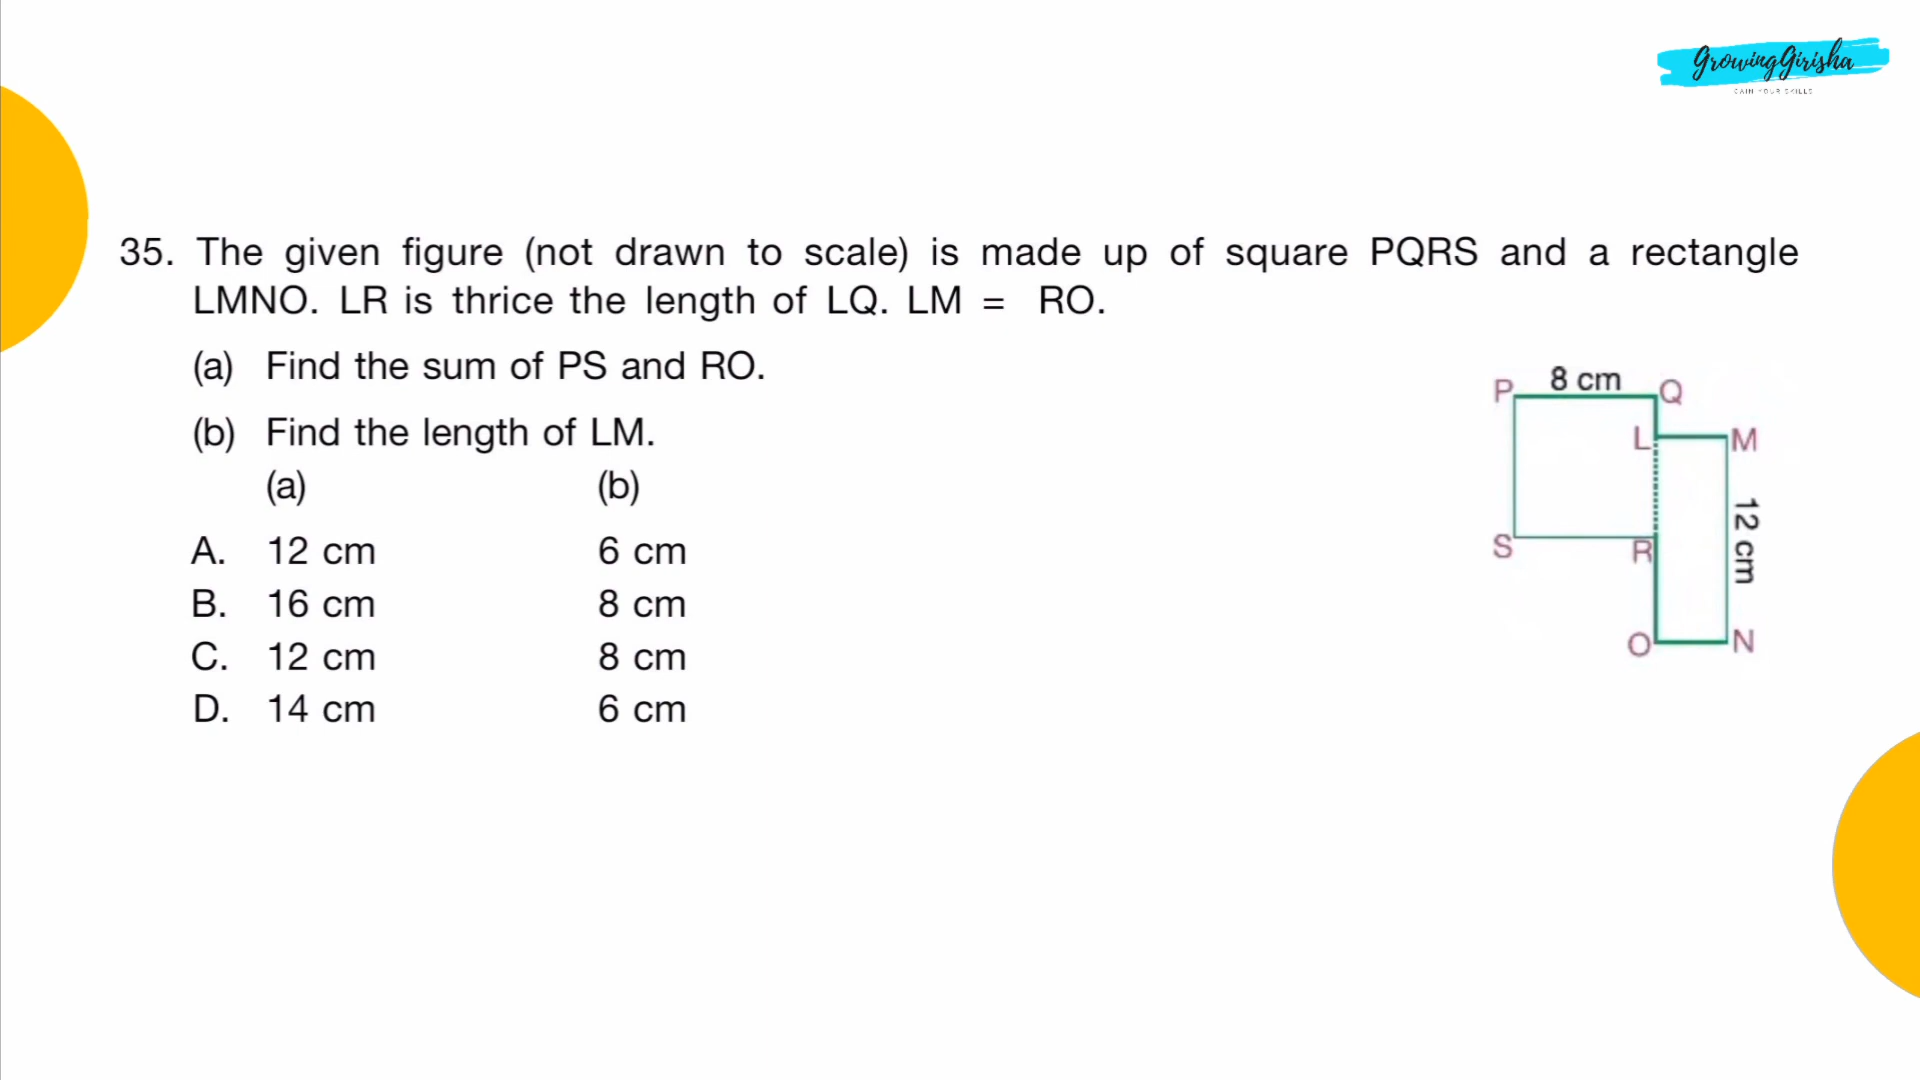 GrowingGirisha
GAIN YOUR SKILLS
35. The given figure (not drawn to scale) is made up of square PQRS and a rectangle
LMNO. LR is thrice the length of LQ. LM = RO.
(a) Find the sum of PS and RO.
(b) Find the length of LM.
(a) (b)
A. 12 cm 6 cm
B. 16 cm 8 cm
C. 12 cm 8 cm
D. 14 cm 6 cm
P 8 cm Q
L M
12 cm
S R
O N